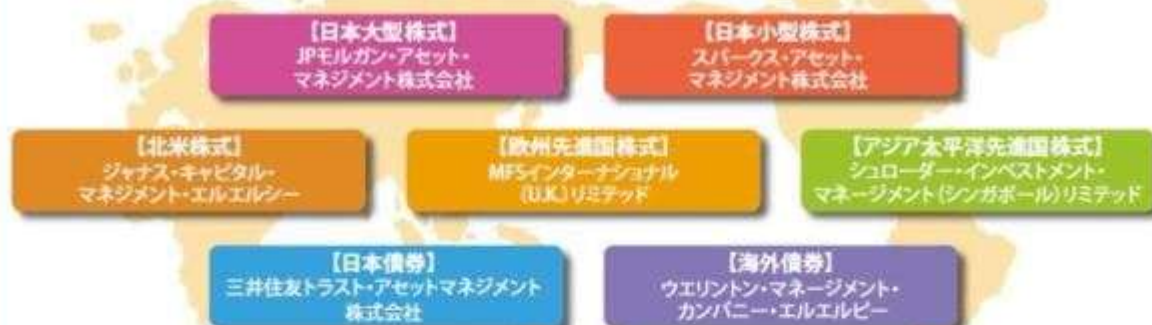 【日本大型株式】
JPモルガン・アセット・
マネジメント株式会社
【日本小型株式】
スパークス・アセット・
マネジメント株式会社
【北米株式】
ジャナス・キャピタル・
マネジメント・エルエルシー
【欧州先進国株式】
MFSインターナショナル
(U.K.)リミテッド
【アジア太平洋先進国株式】
シュローダー・インベストメント・
マネージメント(シンガポール)リミテッド
【日本債券】
三井住友トラスト・アセットマネジメント
株式会社
【海外債券】
ウエリントン・マネージメント・
カンパニー・エルエルピー